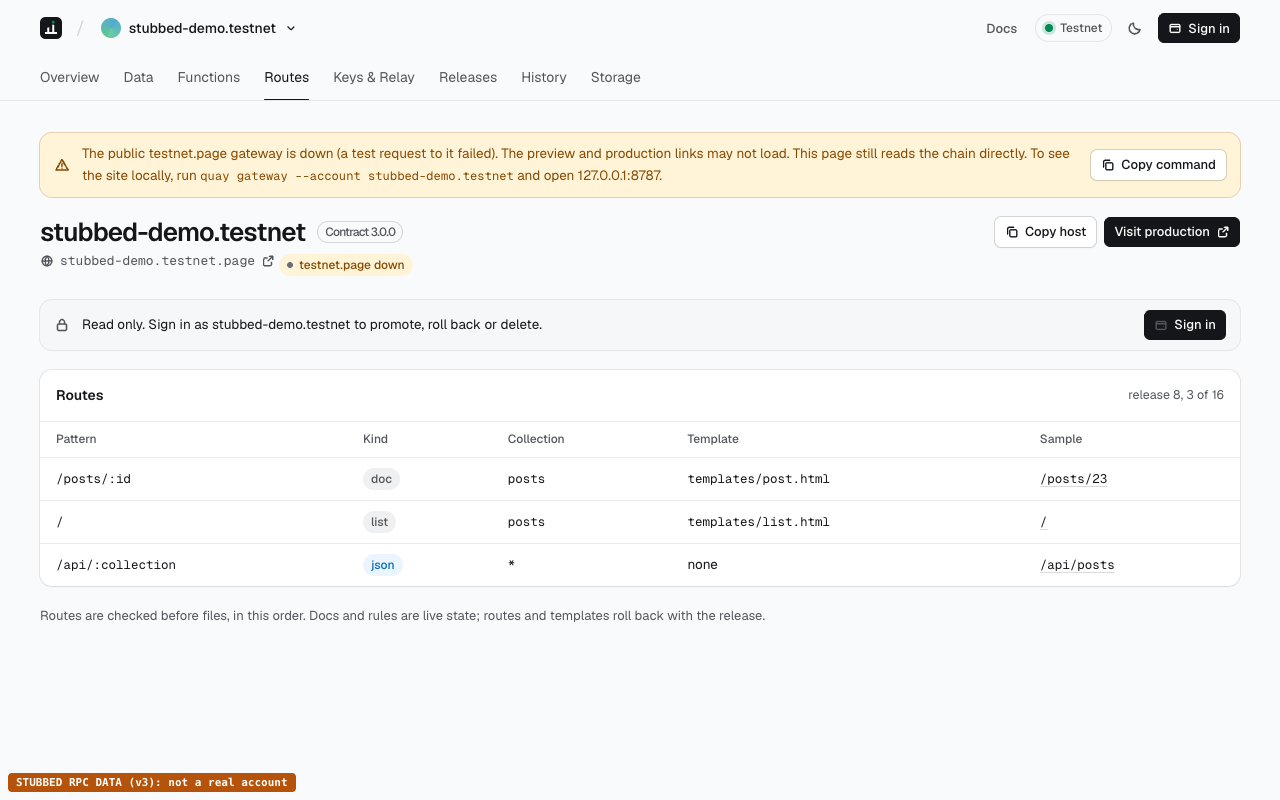 / stubbed-demo.testnet Docs Testnet Sign in
Overview Data Functions Routes Keys & Relay Releases History Storage
The public testnet.page gateway is down (a test request to it failed). The preview and production links may not load. This page still reads the chain directly. To see
the site locally, run quay gateway --account stubbed-demo.testnet and open 127.0.0.1:8787.
Copy command
stubbed-demo.testnet Contract 3.0.0 Copy host Visit production
stubbed-demo.testnet.page testnet.page down
Read only. Sign in as stubbed-demo.testnet to promote, roll back or delete. Sign in
Routes release 8, 3 of 16
Pattern Kind Collection Template Sample
/posts/:id doc posts templates/post.html /posts/23
/ list posts templates/list.html /
/api/:collection json * none /api/posts
Routes are checked before files, in this order. Docs and rules are live state; routes and templates roll back with the release.
STUBBED RPC DATA (v3): not a real account